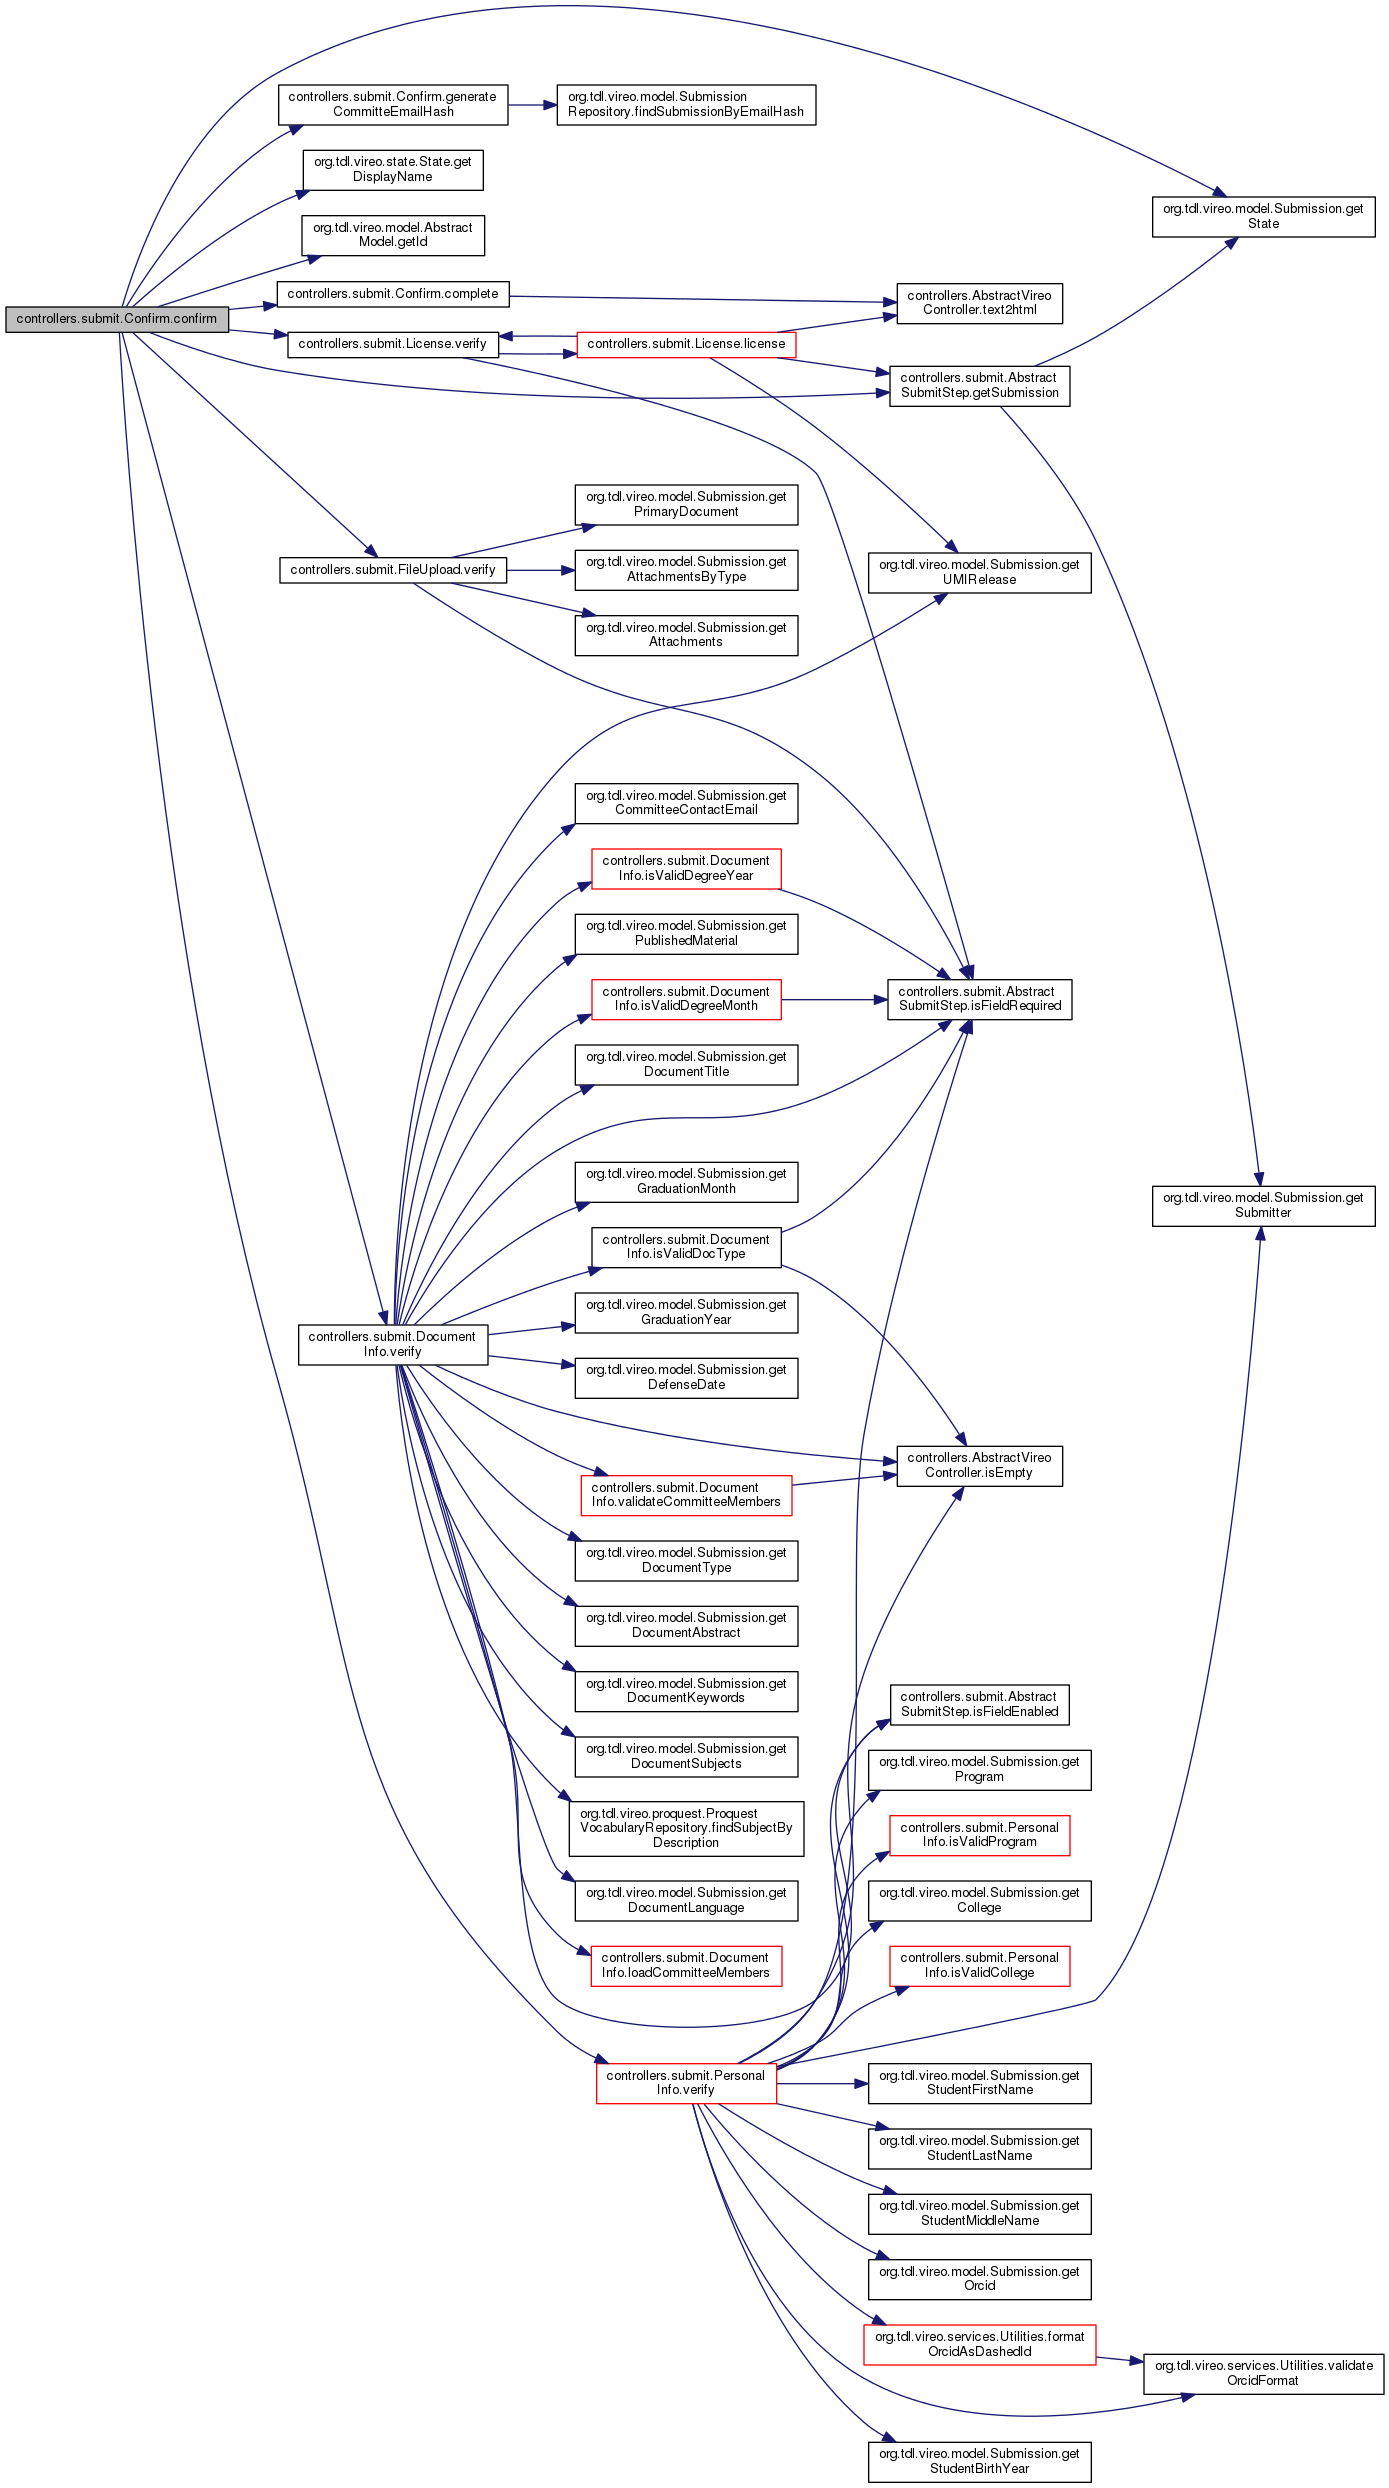 controllers.submit.Confirm.confirm
controllers.submit.Confirm.generate
CommitteEmailHash
org.tdl.vireo.model.Submission
Repository.findSubmissionByEmailHash
org.tdl.vireo.state.State.get
DisplayName
org.tdl.vireo.model.Abstract
Model.getId
controllers.submit.Confirm.complete
controllers.submit.License.verify
controllers.submit.License.license
controllers.AbstractVireo
Controller.text2html
controllers.submit.Abstract
SubmitStep.getSubmission
org.tdl.vireo.model.Submission.get
State
controllers.submit.FileUpload.verify
org.tdl.vireo.model.Submission.get
PrimaryDocument
org.tdl.vireo.model.Submission.get
AttachmentsByType
org.tdl.vireo.model.Submission.get
Attachments
org.tdl.vireo.model.Submission.get
UMIRelease
org.tdl.vireo.model.Submission.get
CommitteeContactEmail
controllers.submit.Document
Info.isValidDegreeYear
org.tdl.vireo.model.Submission.get
PublishedMaterial
controllers.submit.Document
Info.isValidDegreeMonth
controllers.submit.Abstract
SubmitStep.isFieldRequired
org.tdl.vireo.model.Submission.get
DocumentTitle
org.tdl.vireo.model.Submission.get
GraduationMonth
org.tdl.vireo.model.Submission.get
Submitter
controllers.submit.Document
Info.isValidDocType
org.tdl.vireo.model.Submission.get
GraduationYear
controllers.submit.Document
Info.verify
org.tdl.vireo.model.Submission.get
DefenseDate
controllers.AbstractVireo
Controller.isEmpty
controllers.submit.Document
Info.validateCommitteeMembers
org.tdl.vireo.model.Submission.get
DocumentType
org.tdl.vireo.model.Submission.get
DocumentAbstract
org.tdl.vireo.model.Submission.get
DocumentKeywords
controllers.submit.Abstract
SubmitStep.isFieldEnabled
org.tdl.vireo.model.Submission.get
DocumentSubjects
org.tdl.vireo.model.Submission.get
Program
org.tdl.vireo.proquest.Proquest
VocabularyRepository.findSubjectBy
Description
controllers.submit.Personal
Info.isValidProgram
org.tdl.vireo.model.Submission.get
DocumentLanguage
org.tdl.vireo.model.Submission.get
College
controllers.submit.Document
Info.loadCommitteeMembers
controllers.submit.Personal
Info.isValidCollege
controllers.submit.Personal
Info.verify
org.tdl.vireo.model.Submission.get
StudentFirstName
org.tdl.vireo.model.Submission.get
StudentLastName
org.tdl.vireo.model.Submission.get
StudentMiddleName
org.tdl.vireo.model.Submission.get
Orcid
org.tdl.vireo.services.Utilities.format
OrcidAsDashedId
org.tdl.vireo.services.Utilities.validate
OrcidFormat
org.tdl.vireo.model.Submission.get
StudentBirthYear